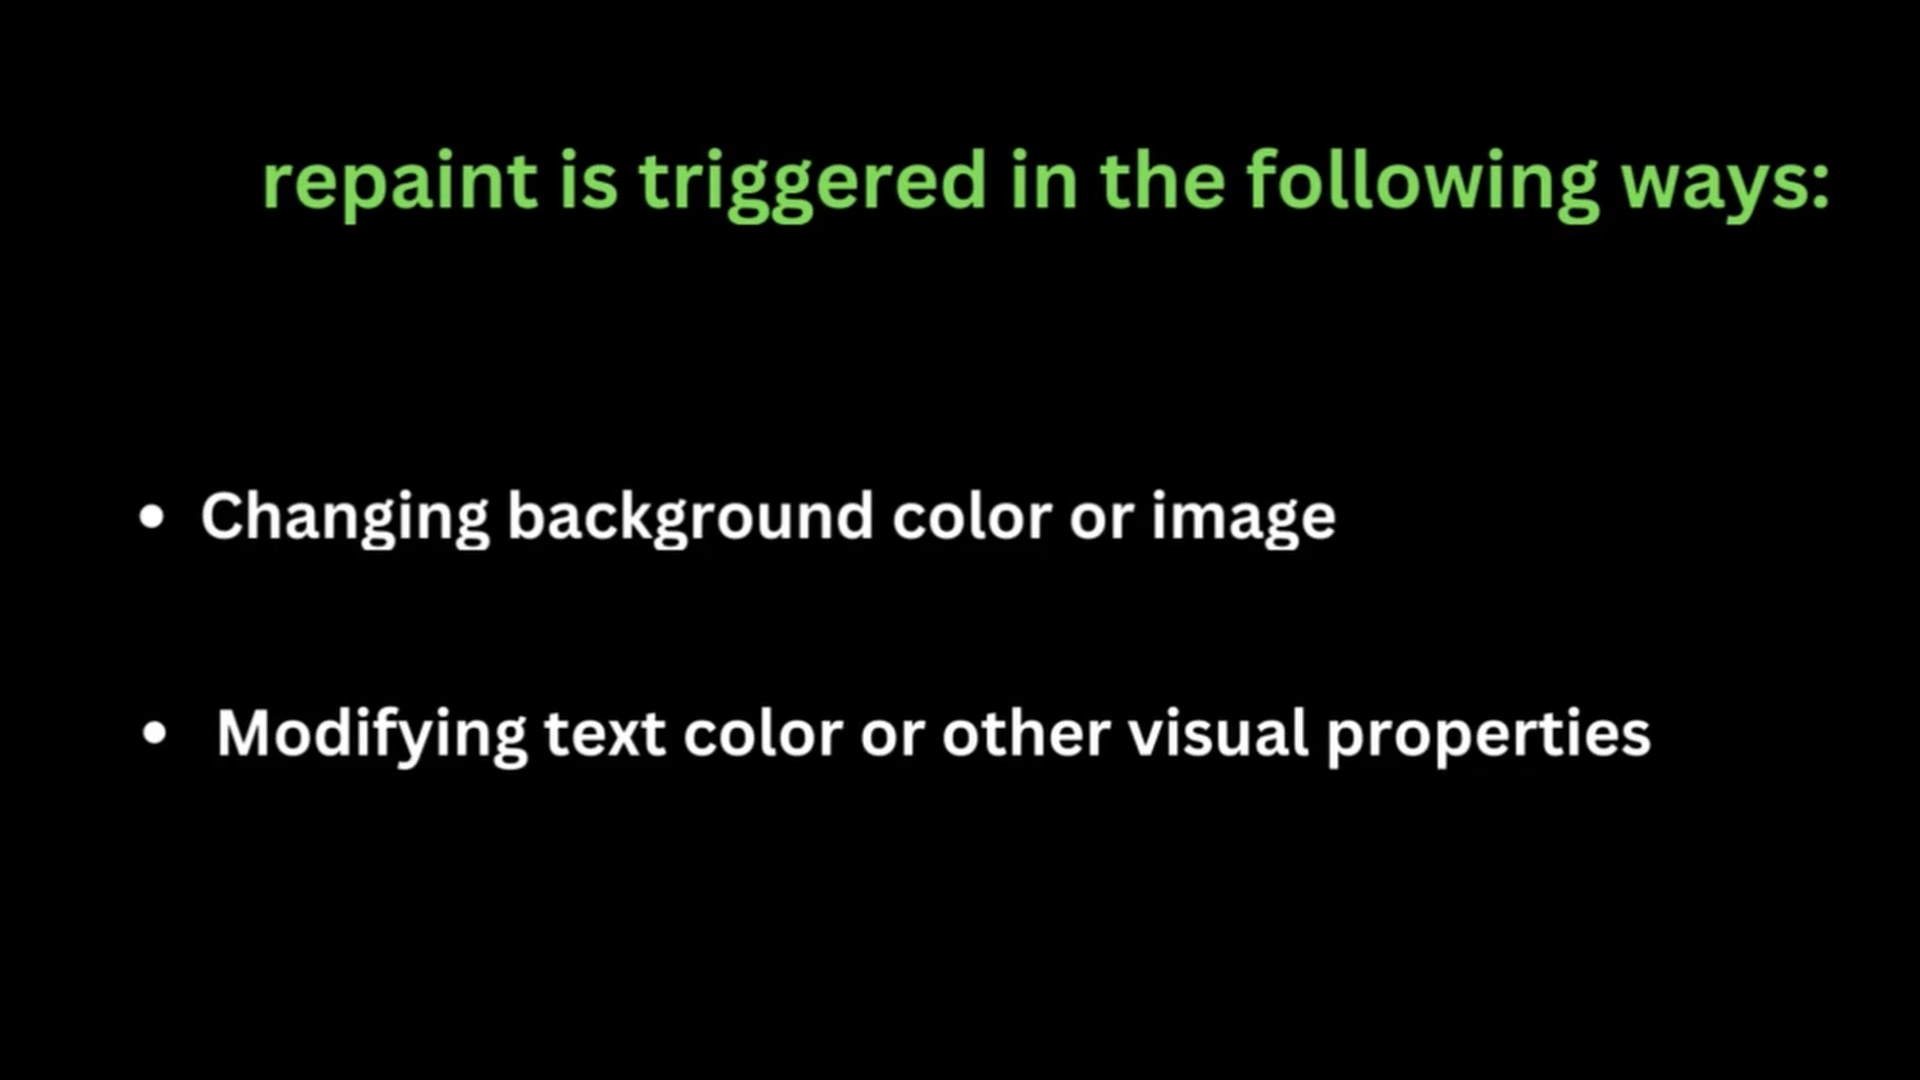 repaint is triggered in the following ways:
• Changing background color or image
• Modifying text color or other visual properties